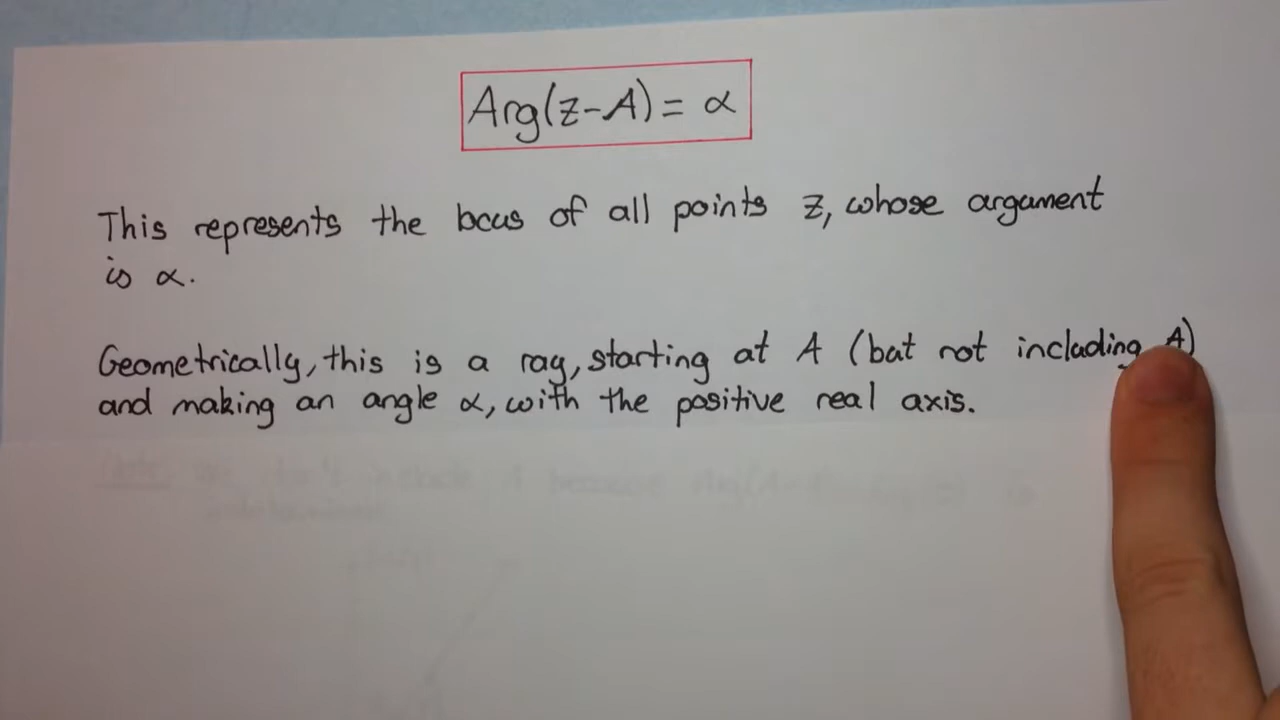 Arg(z-A) = α
This represents the locus of all points z, whose argument
is α.
Geometrically, this is a ray, starting at A (but not including A)
and making an angle α, with the positive real axis.